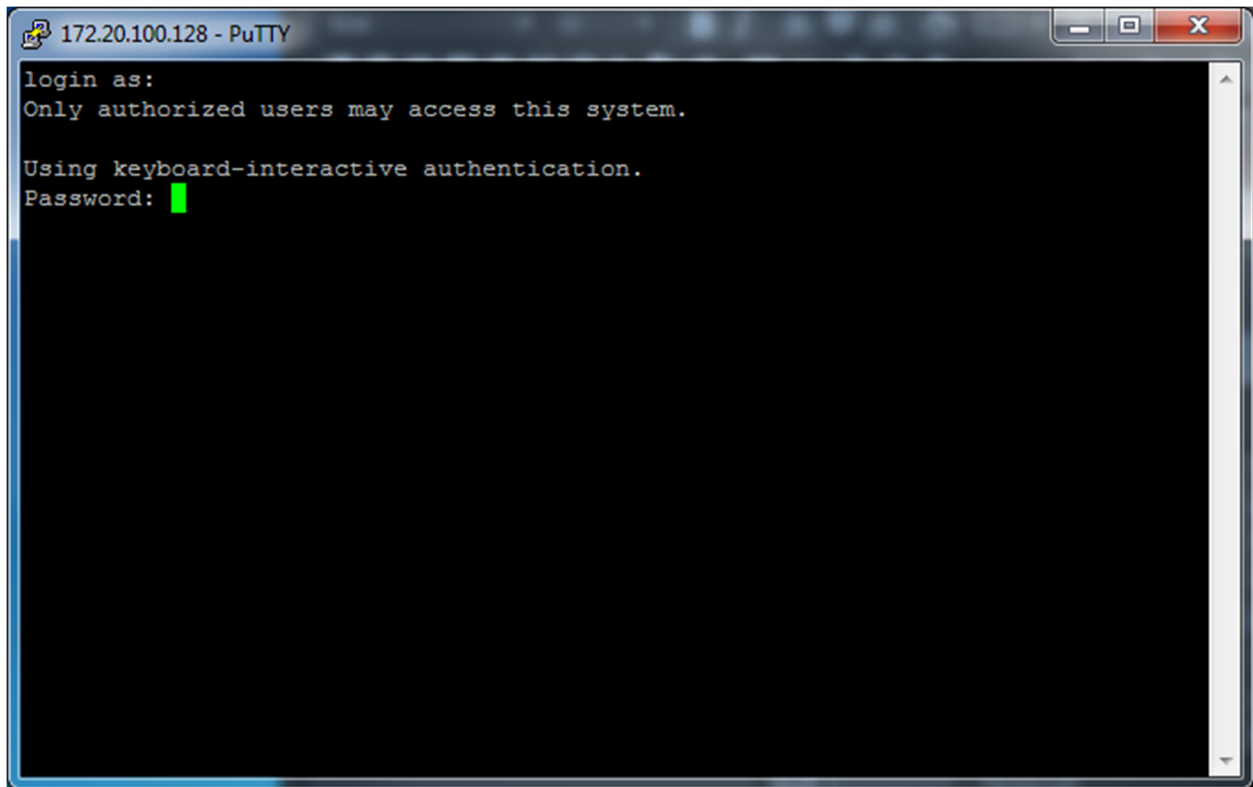 172.20.100.128 - PuTTY
login as:
Only authorized users may access this system.
Using keyboard-interactive authentication.
Password: